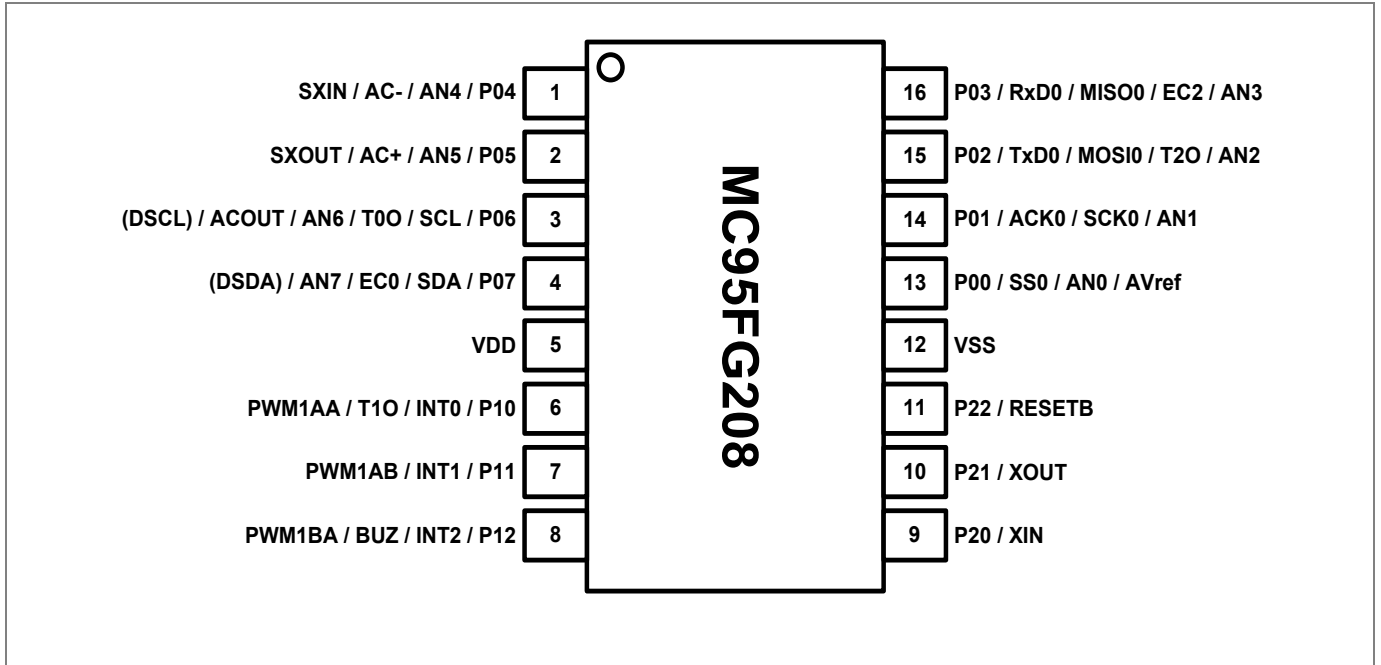 SXIN / AC- / AN4 / P04 1
SXOUT / AC+ / AN5 / P05 2
(DSCL) / ACOUT / AN6 / T0O / SCL / P06 3
(DSDA) / AN7 / EC0 / SDA / P07 4
VDD 5
PWM1AA / T1O / INT0 / P10 6
PWM1AB / INT1 / P11 7
PWM1BA / BUZ / INT2 / P12 8
MC95FG208
16 P03 / RxD0 / MISO0 / EC2 / AN3
15 P02 / TxD0 / MOSI0 / T2O / AN2
14 P01 / ACK0 / SCK0 / AN1
13 P00 / SS0 / AN0 / AVref
12 VSS
11 P22 / RESETB
10 P21 / XOUT
9 P20 / XIN